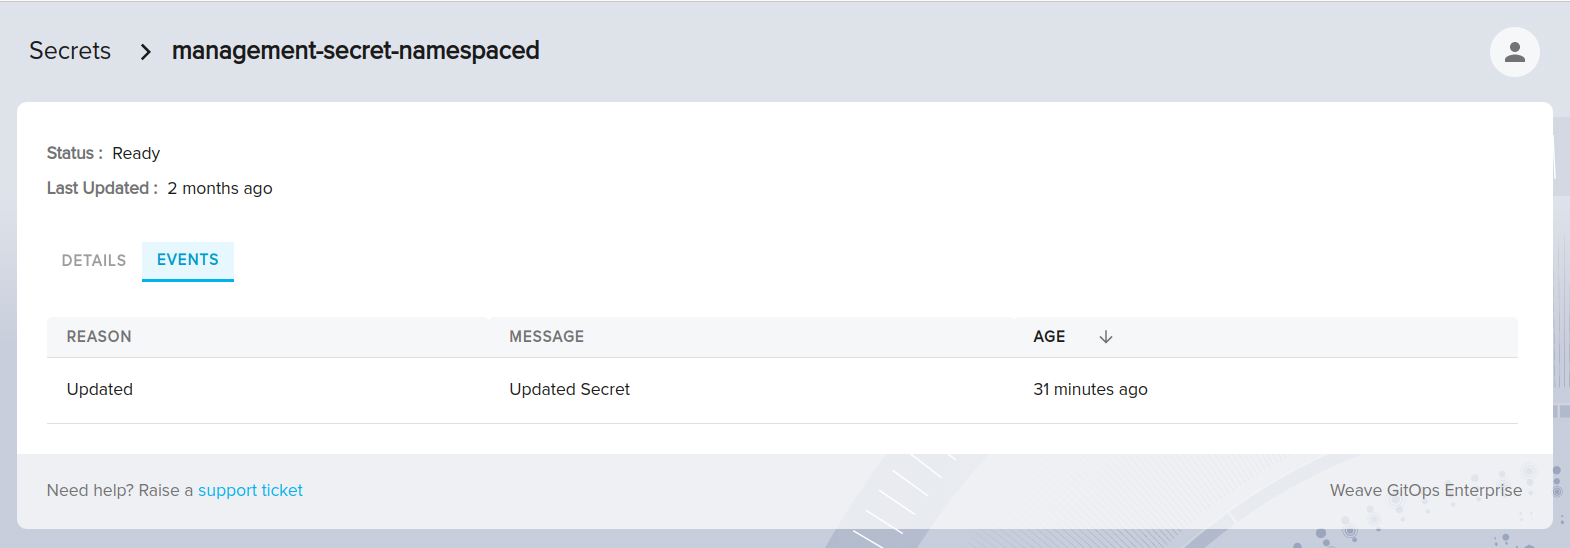 Secrets > management-secret-namespaced
Status : Ready
Last Updated : 2 months ago
DETAILS EVENTS
REASON MESSAGE AGE ↓
Updated Updated Secret 31 minutes ago
Need help? Raise a support ticket Weave GitOps Enterprise